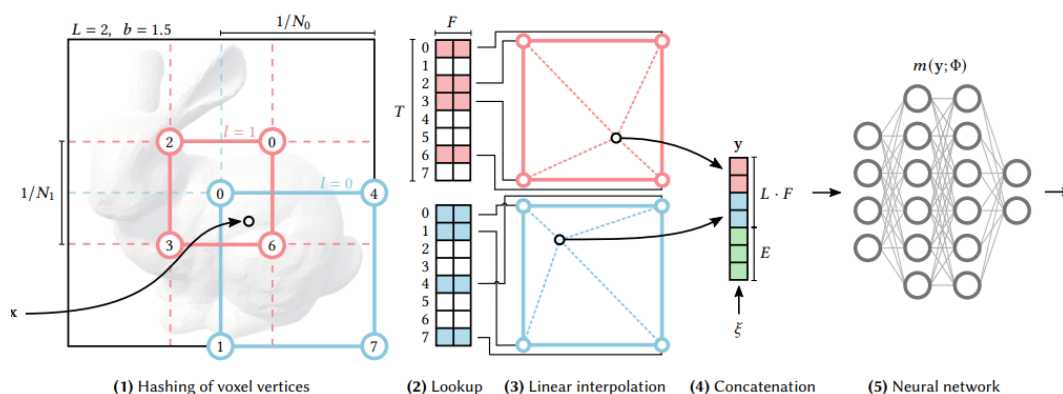 L = 2, b = 1.5
1/N₀
F
m(y; Φ)
0
1
2
3
4
5
6
7
T
l = 1
2
0
y
1/N₁
l = 0
0
4
L · F
3
6
0
1
2
3
4
5
6
7
E
x
ξ
1
7
(1) Hashing of voxel vertices
(2) Lookup
(3) Linear interpolation
(4) Concatenation
(5) Neural network